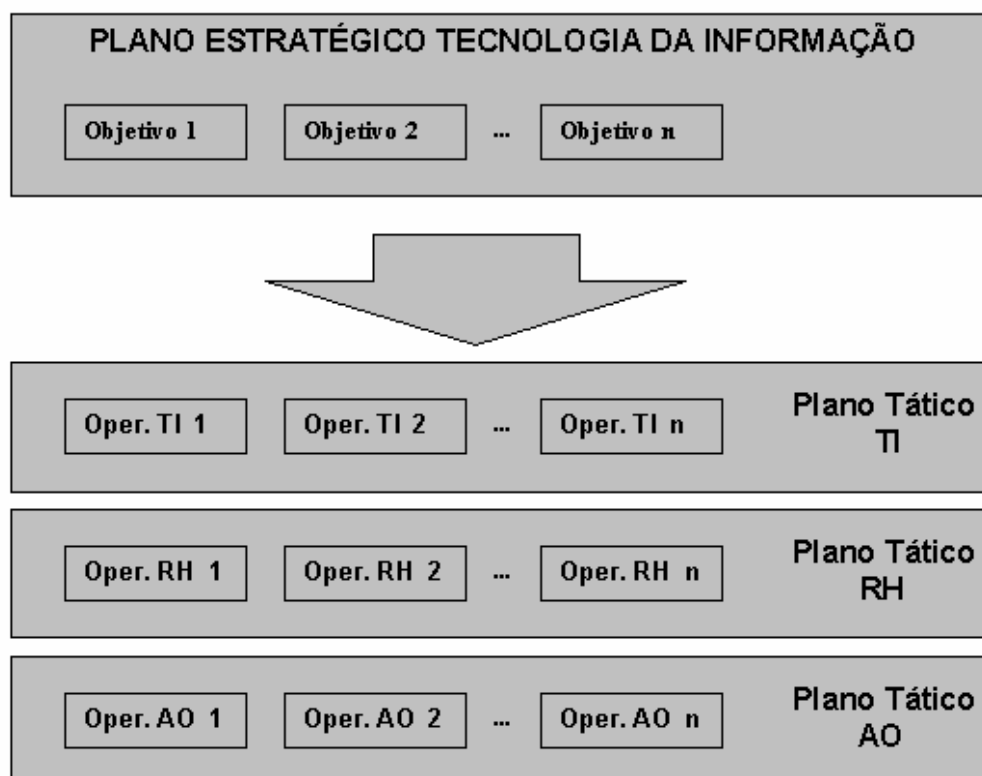 PLANO ESTRATÉGICO TECNOLOGIA DA INFORMAÇÃO
Objetivo 1 Objetivo 2 ... Objetivo n
Oper. TI 1 Oper. TI 2 ... Oper. TI n
Plano Tático
TI
Oper. RH 1 Oper. RH 2 ... Oper. RH n
Plano Tático
RH
Oper. AO 1 Oper. AO 2 ... Oper. AO n
Plano Tático
AO